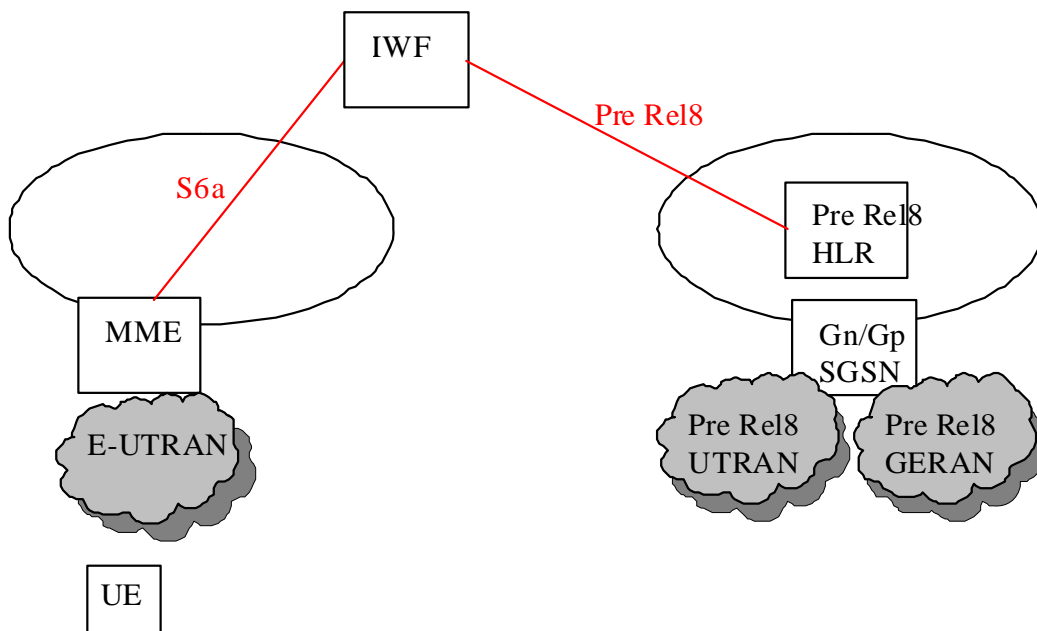 IWF
Pre Rel8
S6a
Pre Rel8
HLR
MME
Gn/Gp
SGSN
E-UTRAN
Pre Rel8
UTRAN
Pre Rel8
GERAN
UE